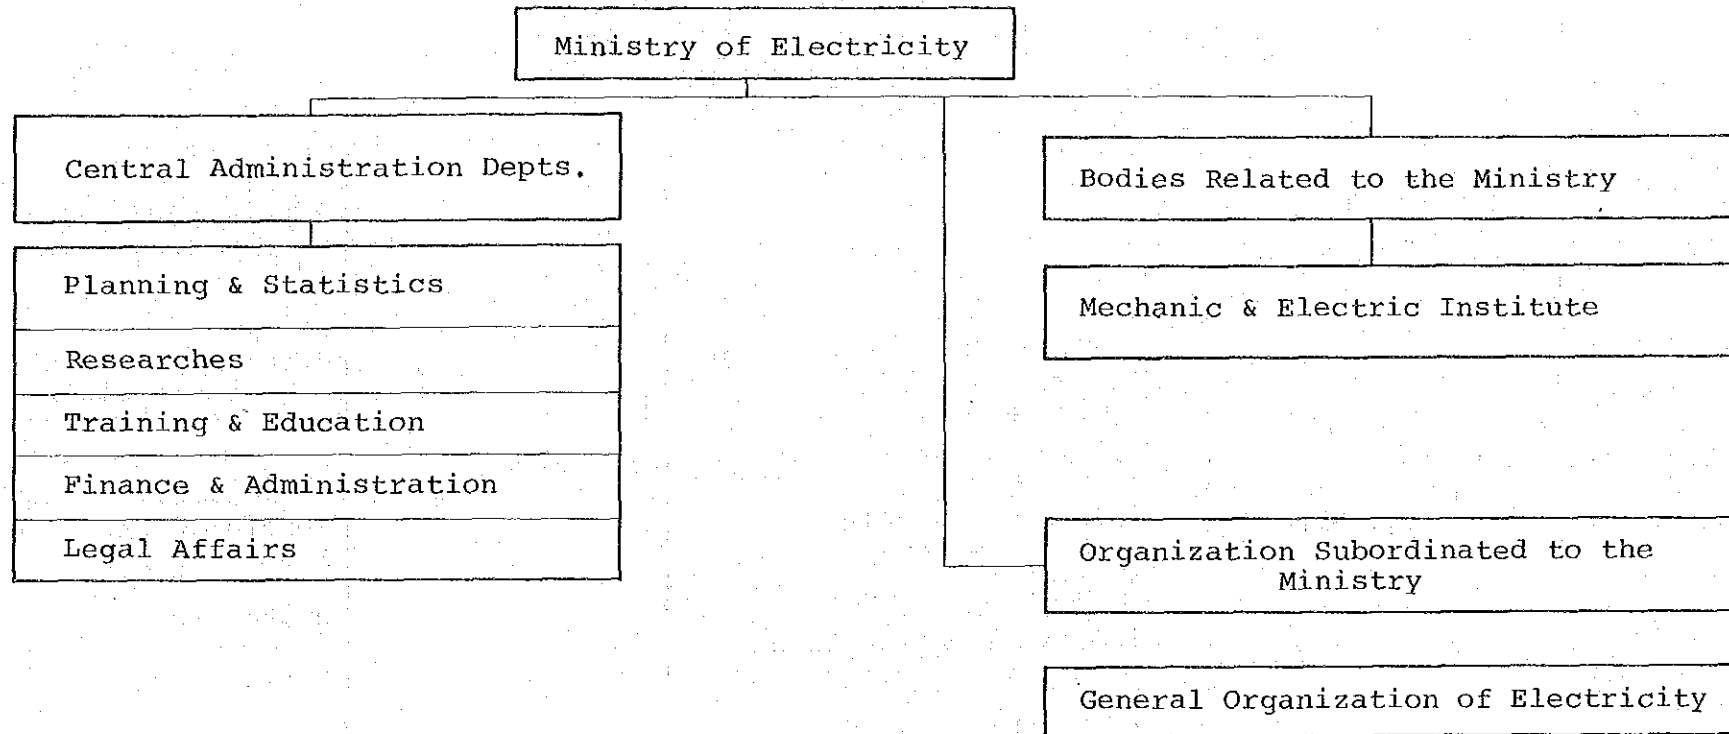 Ministry of Electricity
Central Administration Depts.
Planning & Statistics
Researches
Training & Education
Finance & Administration
Legal Affairs
Bodies Related to the Ministry
Mechanic & Electric Institute
Organization Subordinated to the
Ministry
General Organization of Electricity